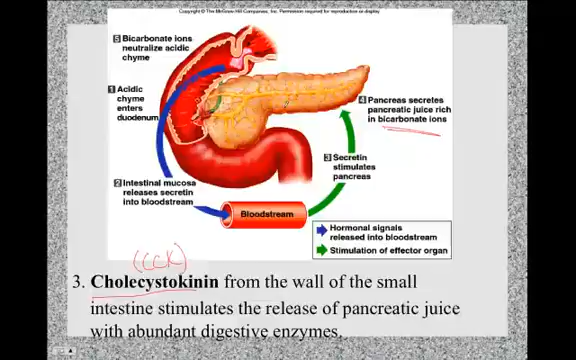 Copyright © The McGraw-Hill Companies, Inc. Permission required for reproduction or display
5 Bicarbonate ions
neutralize acidic
chyme
1 Acidic
chyme
enters
duodenum
4 Pancreas secretes
pancreatic juice rich
in bicarbonate ions
3 Secretin
stimulates
pancreas
2 Intestinal mucosa
releases secretin
into bloodstream
Bloodstream
Hormonal signals
released into bloodstream
Stimulation of effector organ
(CCK)
3. Cholecystokinin from the wall of the small
intestine stimulates the release of pancreatic juice
with abundant digestive enzymes.